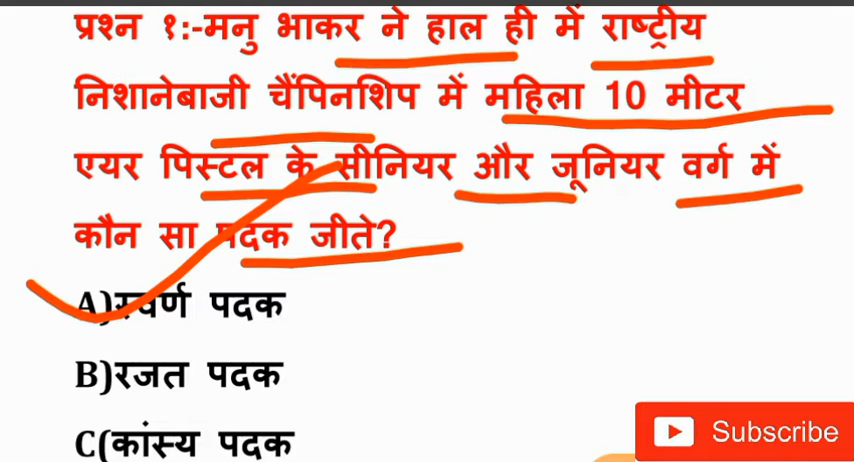 प्रश्न १:-मनु भाकर ने हाल ही में राष्ट्रीय
निशानेबाजी चैंपिनशिप में महिला 10 मीटर
एयर पिस्टल के सीनियर और जूनियर वर्ग में
कौन सा पदक जीते?
A)स्वर्ण पदक
B)रजत पदक
C(कांस्य पदक
Subscribe